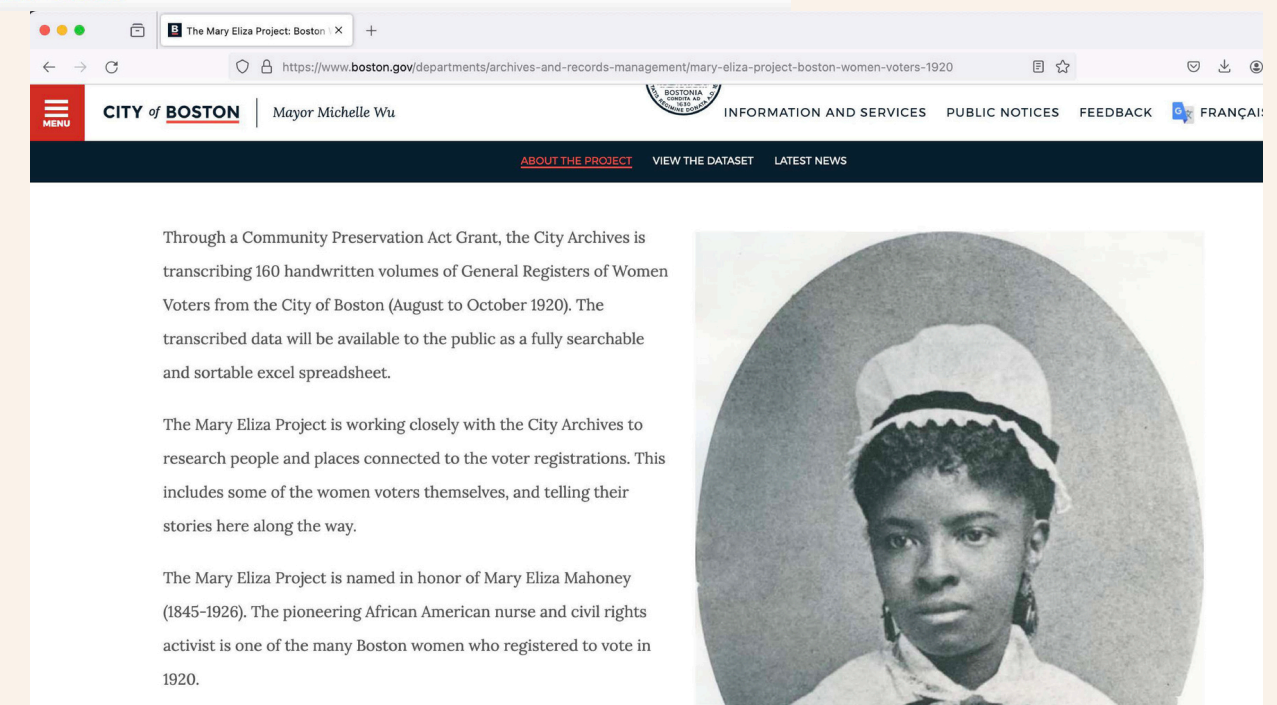 The Mary Eliza Project: Boston
https://www.boston.gov/departments/archives-and-records-management/mary-eliza-project-boston-women-voters-1920
MENU
CITY of BOSTON
Mayor Michelle Wu
BOSTONIA
CONDITA AD
1630
INFORMATION AND SERVICES PUBLIC NOTICES FEEDBACK FRANÇAIS
ABOUT THE PROJECT VIEW THE DATASET LATEST NEWS
Through a Community Preservation Act Grant, the City Archives is
transcribing 160 handwritten volumes of General Registers of Women
Voters from the City of Boston (August to October 1920). The
transcribed data will be available to the public as a fully searchable
and sortable excel spreadsheet.
The Mary Eliza Project is working closely with the City Archives to
research people and places connected to the voter registrations. This
includes some of the women voters themselves, and telling their
stories here along the way.
The Mary Eliza Project is named in honor of Mary Eliza Mahoney
(1845-1926). The pioneering African American nurse and civil rights
activist is one of the many Boston women who registered to vote in
1920.